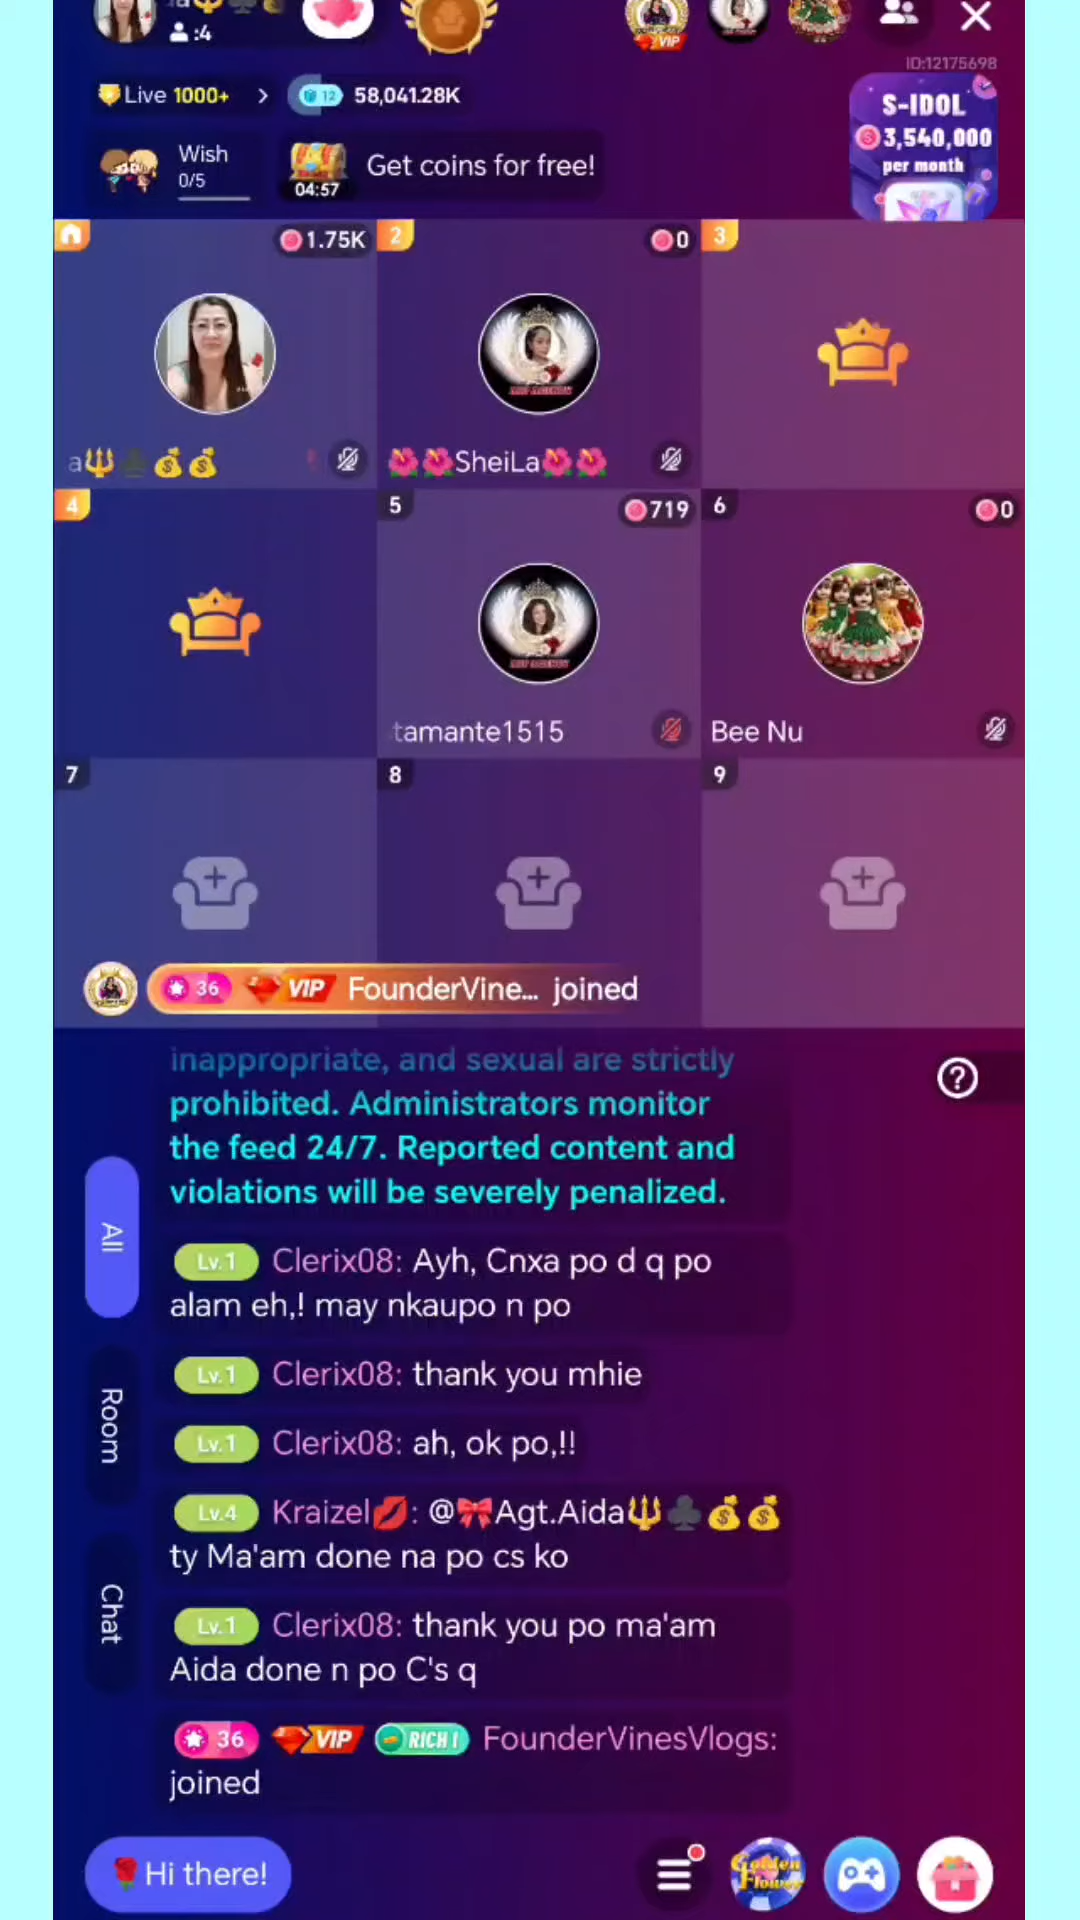 :4
VIP
ID:12175698
Live 1000+ >
12 58,041.28K
S-IDOL
3,540,000
per month
Wish
0/5
04:57
Get coins for free!
1.75K
2
0
3
a🔱♣️💰💰
🌺🌺SheiLa🌺🌺
4
5
719
6
0
tamante1515
Bee Nu
7
8
9
36 VIP FounderVine... joined
inappropriate, and sexual are strictly
prohibited. Administrators monitor
the feed 24/7. Reported content and
violations will be severely penalized.
All
Lv.1 Clerix08: Ayh, Cnxa po d q po
alam eh,! may nkaupo n po
Lv.1 Clerix08: thank you mhie
Room
Lv.1 Clerix08: ah, ok po,!!
Lv.4 Kraizel💋: @🎀Agt.Aida🔱♣️💰💰
ty Ma'am done na po cs ko
Chat
Lv.1 Clerix08: thank you po ma'am
Aida done n po C's q
36 VIP RICH I FounderVinesVlogs:
joined
🌹Hi there!
Golden
Flower